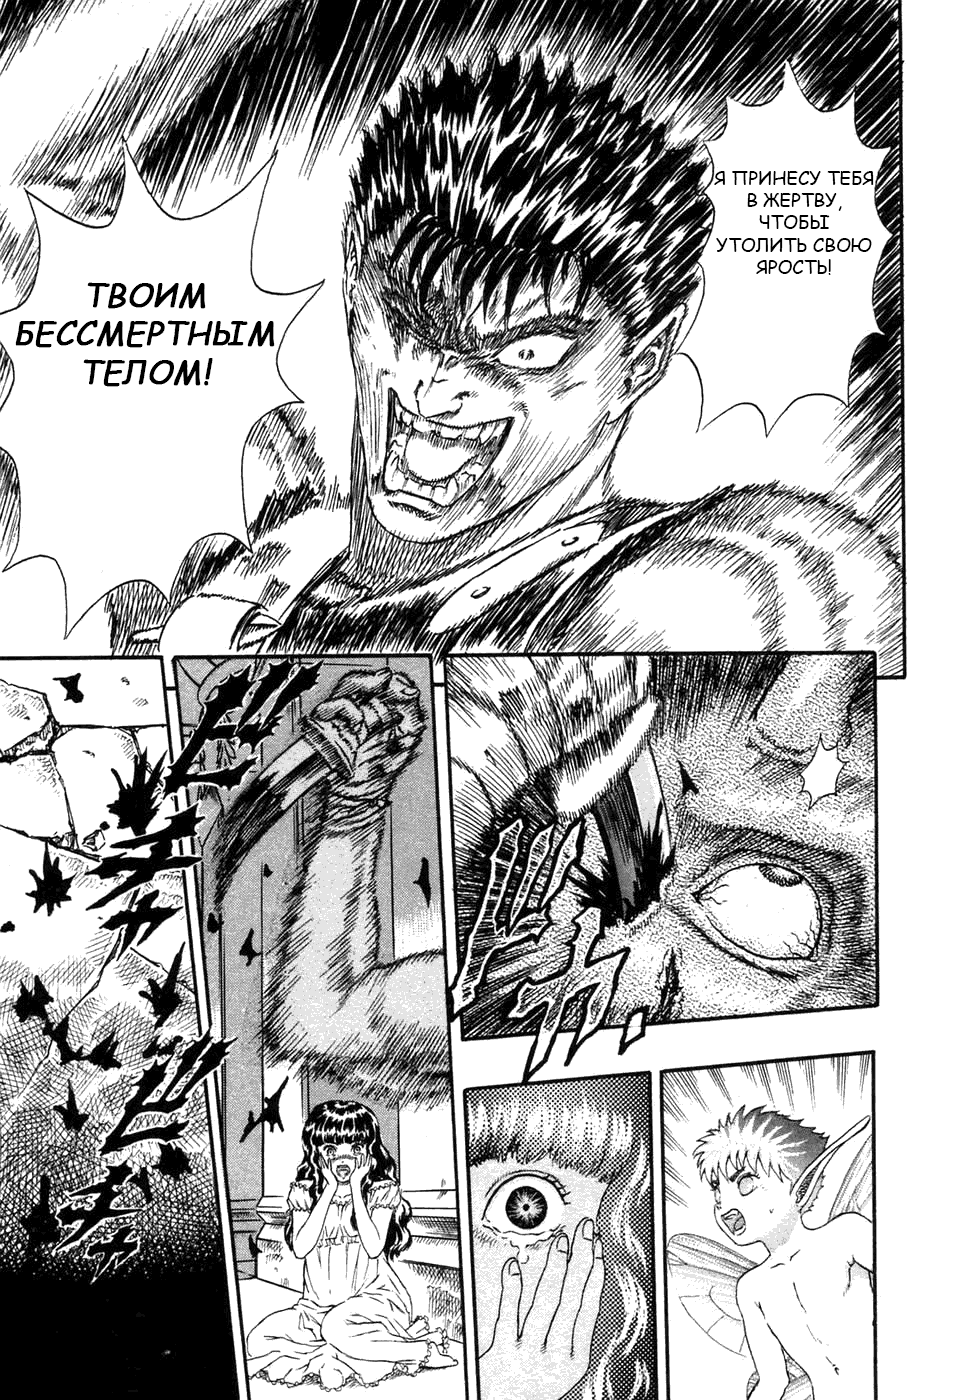 Я ПРИНЕСУ ТЕБЯ
В ЖЕРТВУ,
ЧТОБЫ
УТОЛИТЬ СВОЮ
ЯРОСТЬ!
ТВОИМ
БЕССМЕРТНЫМ
ТЕЛОМ!